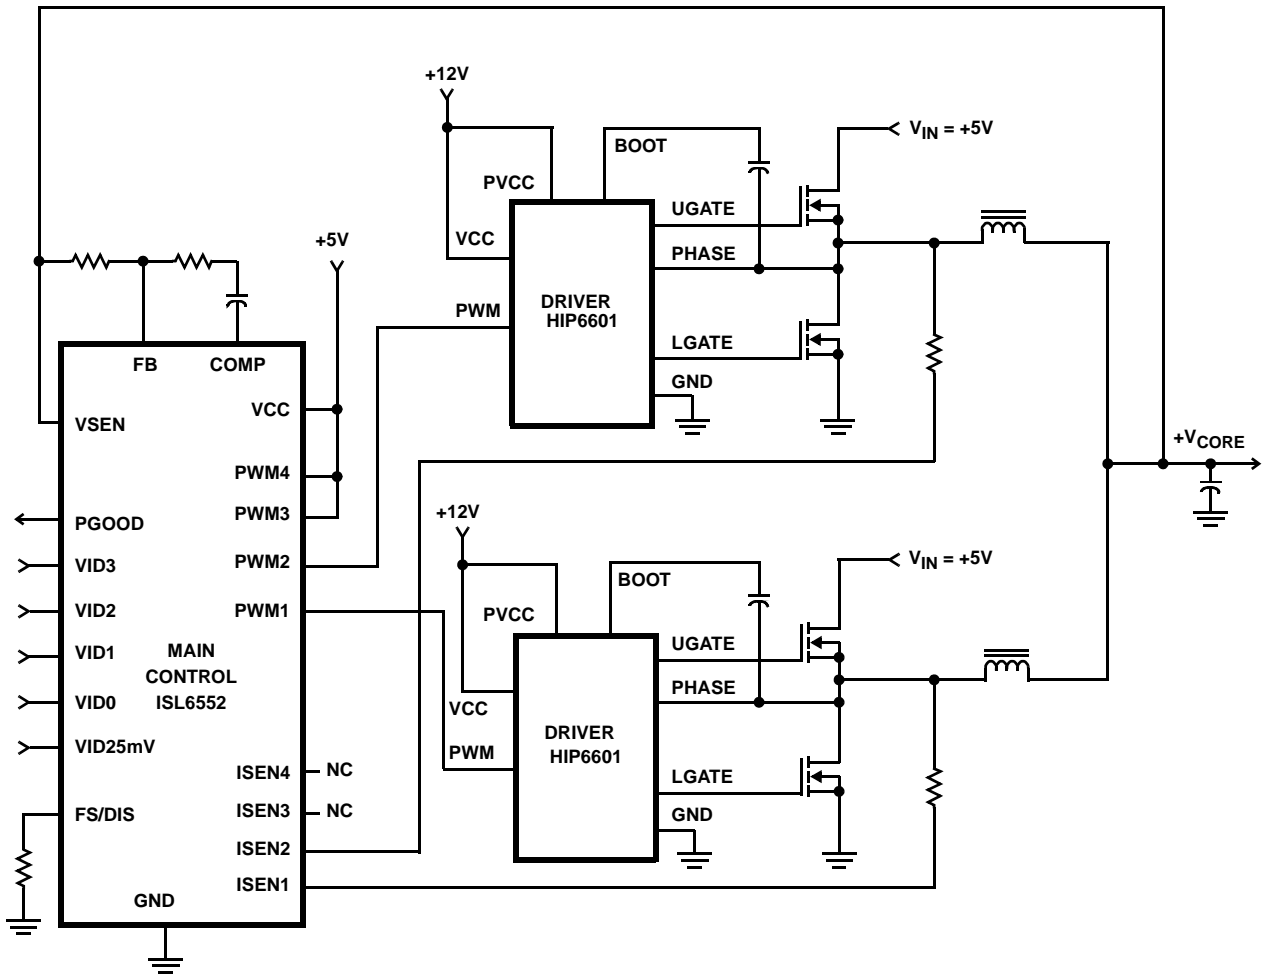 +12V
V_IN = +5V
BOOT
PVCC
UGATE
VCC
PHASE
DRIVER
HIP6601
PWM
LGATE
GND
+5V
FB
COMP
VCC
VSEN
PWM4
PWM3
PGOOD
PWM2
VID3
PWM1
VID2
VID1
MAIN
CONTROL
ISL6552
VID0
VID25mV
ISEN4
NC
ISEN3
NC
FS/DIS
ISEN2
ISEN1
GND
+V_CORE
+12V
V_IN = +5V
BOOT
PVCC
UGATE
PHASE
VCC
DRIVER
HIP6601
PWM
LGATE
GND